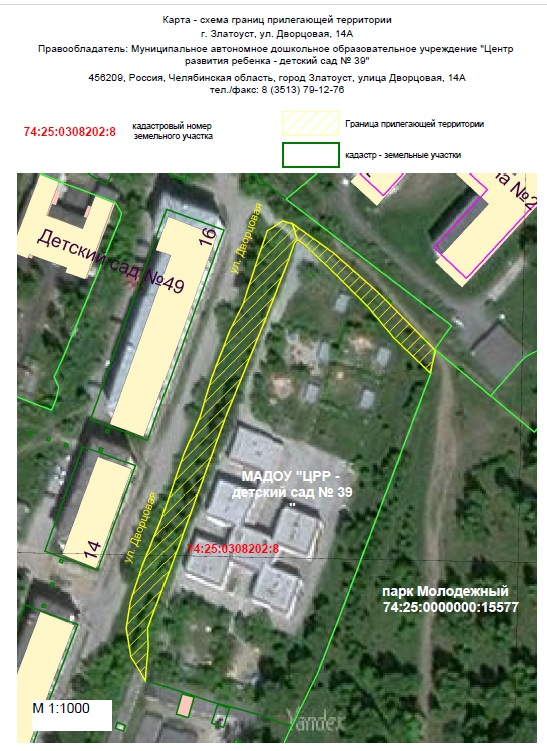 Карта - схема границ прилегающей территории
г. Златоуст, ул. Дворцовая, 14А
Правообладатель: Муниципальное автономное дошкольное образовательное учреждение "Центр
развития ребенка - детский сад № 39"
456209, Россия, Челябинская область, город Златоуст, улица Дворцовая, 14А
тел./факс: 8 (3513) 79-12-76
74:25:0308202:8
кадастровый номер
земельного участка
Граница прилегающей территории
кадастр - земельные участки
Детский сад №49
16
ул. Дворцовая
на №2
МАДОУ "ЦРР -
детский сад № 39
"
74:25:0308202:8
ул. Дворцовая
14
парк Молодежный
74:25:0000000:15577
М 1:1000
Yandex